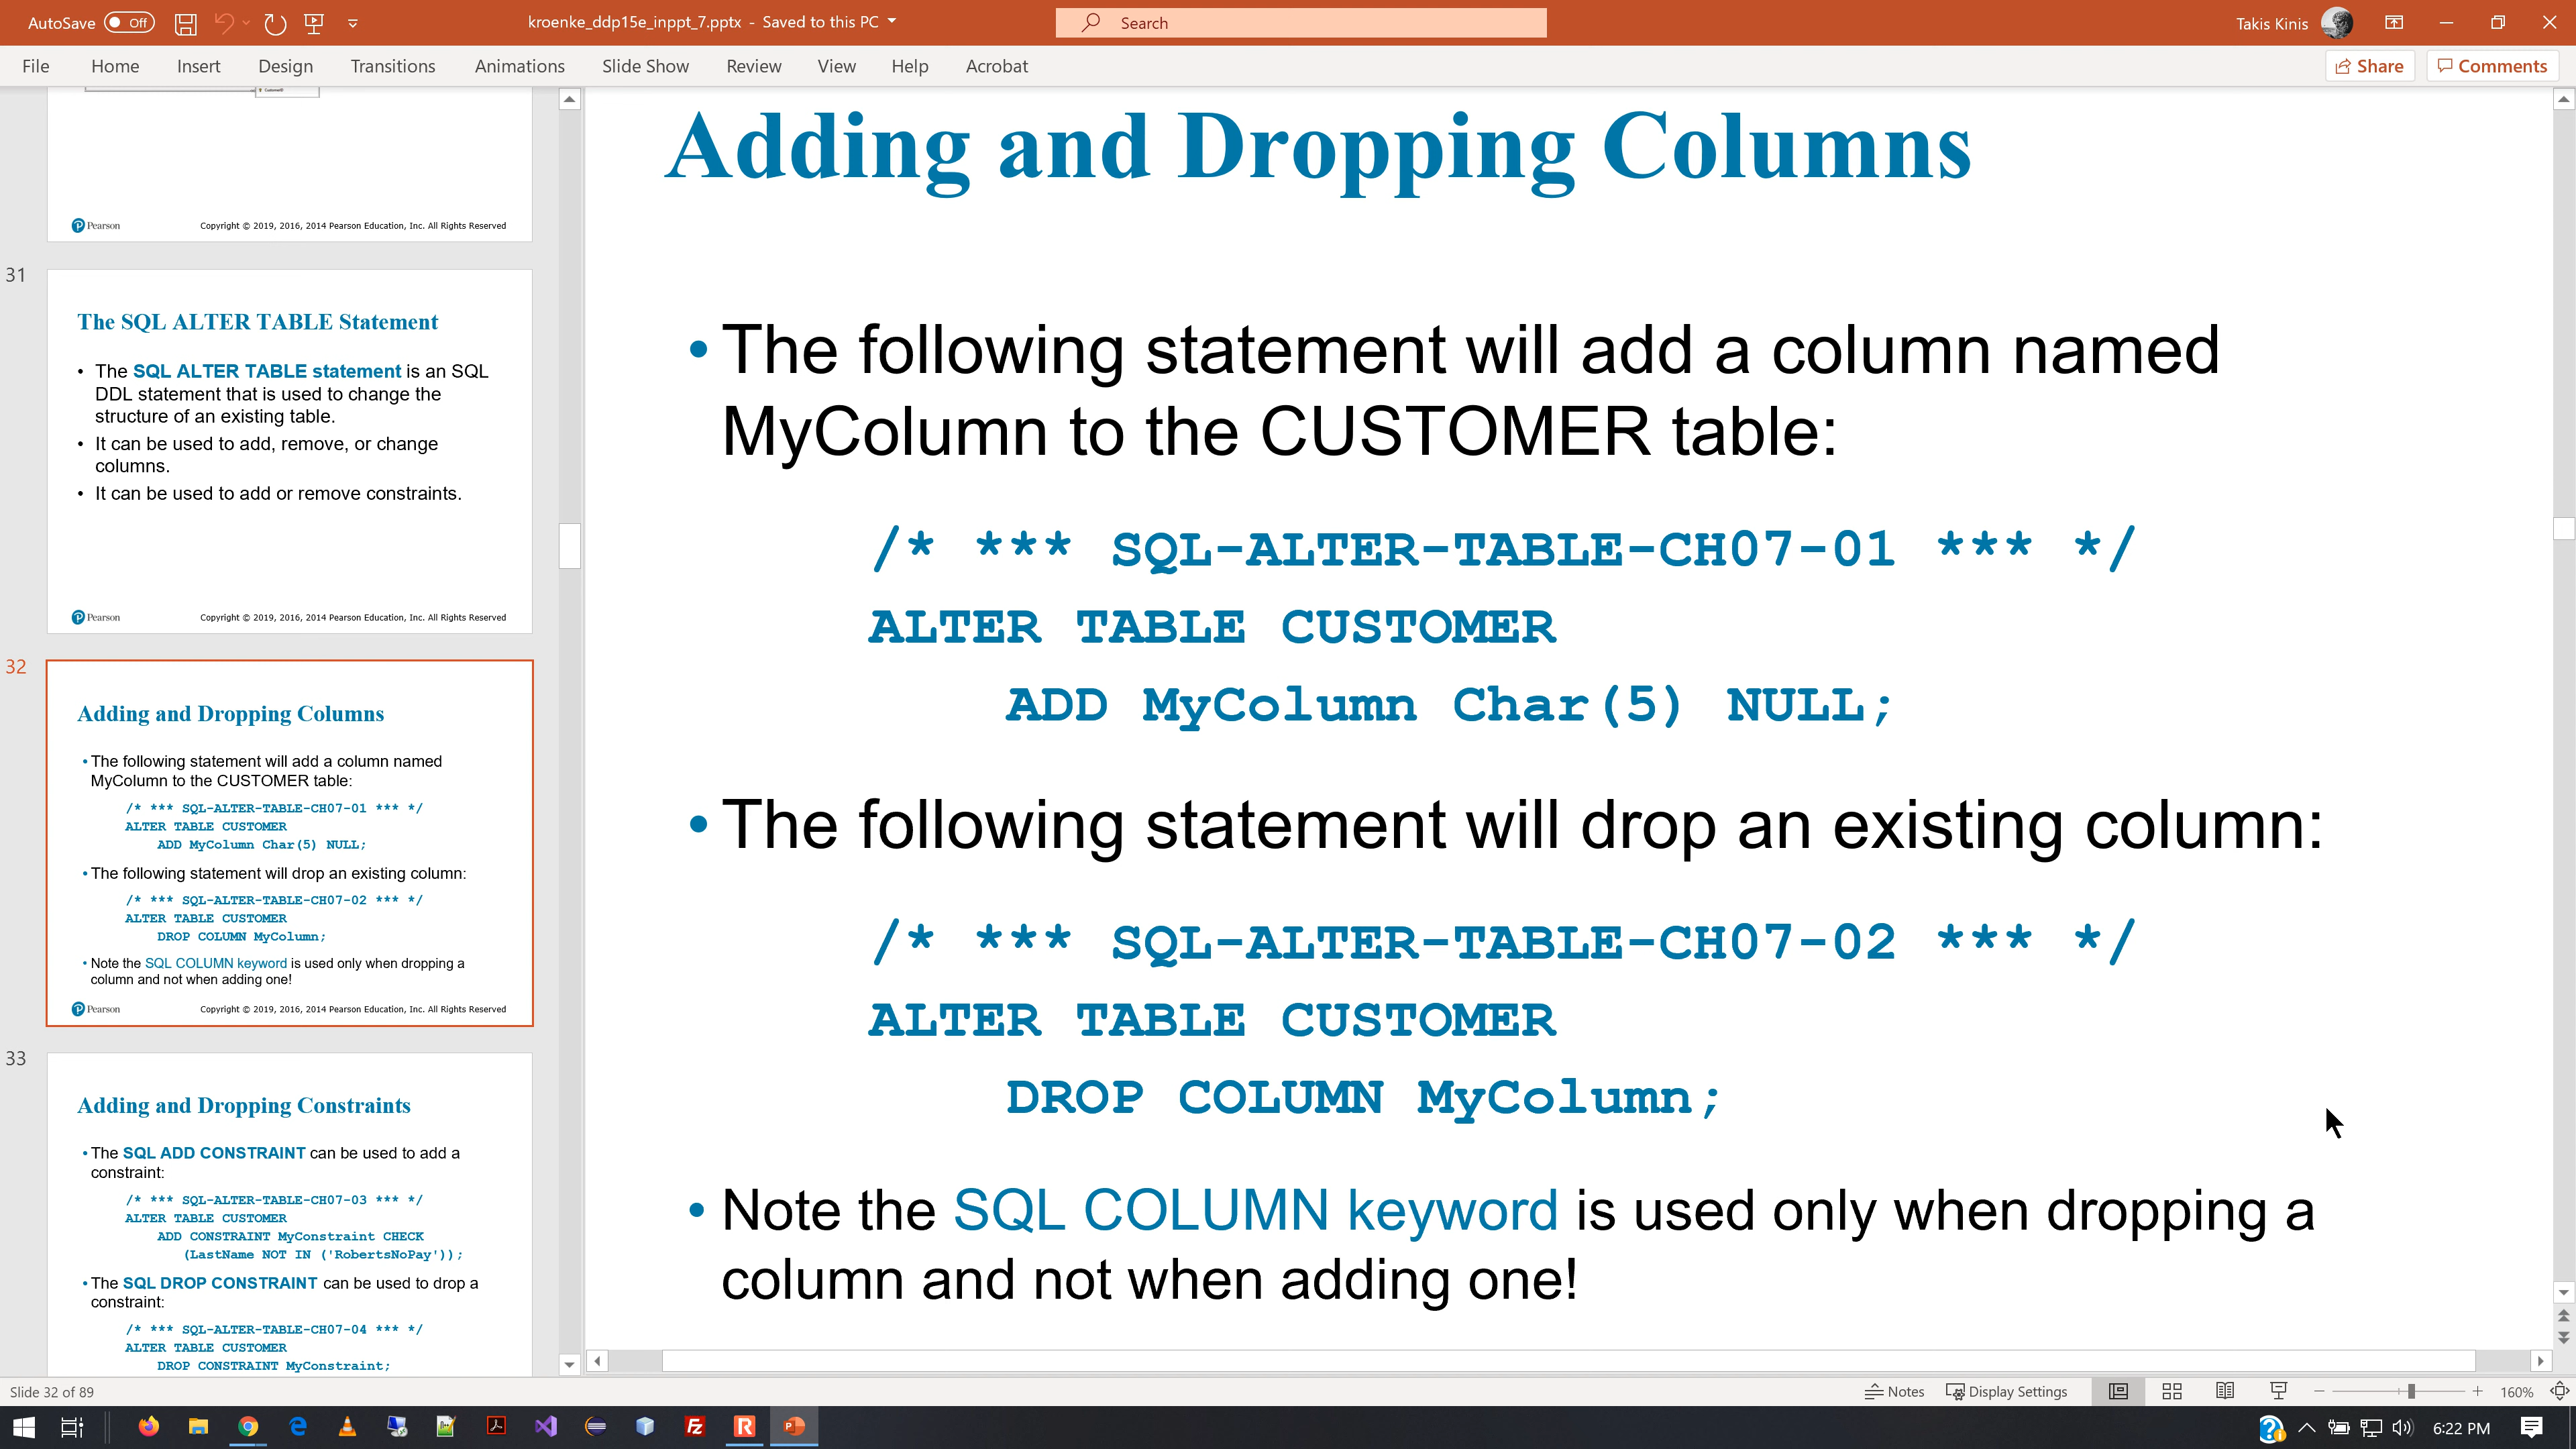 AutoSave Off
kroenke_ddp15e_inppt_7.pptx - Saved to this PC
Search
Takis Kinis
File Home Insert Design Transitions Animations Slide Show Review View Help Acrobat
Share Comments
Pearson
Copyright © 2019, 2016, 2014 Pearson Education, Inc. All Rights Reserved
31
The SQL ALTER TABLE Statement
• The SQL ALTER TABLE statement is an SQL
DDL statement that is used to change the
structure of an existing table.
• It can be used to add, remove, or change
columns.
• It can be used to add or remove constraints.
Pearson
Copyright © 2019, 2016, 2014 Pearson Education, Inc. All Rights Reserved
32
Adding and Dropping Columns
• The following statement will add a column named
MyColumn to the CUSTOMER table:
/* *** SQL-ALTER-TABLE-CH07-01 *** */
ALTER TABLE CUSTOMER
ADD MyColumn Char(5) NULL;
• The following statement will drop an existing column:
/* *** SQL-ALTER-TABLE-CH07-02 *** */
ALTER TABLE CUSTOMER
DROP COLUMN MyColumn;
• Note the SQL COLUMN keyword is used only when dropping a
column and not when adding one!
Pearson
Copyright © 2019, 2016, 2014 Pearson Education, Inc. All Rights Reserved
33
Adding and Dropping Constraints
• The SQL ADD CONSTRAINT can be used to add a
constraint:
/* *** SQL-ALTER-TABLE-CH07-03 *** */
ALTER TABLE CUSTOMER
ADD CONSTRAINT MyConstraint CHECK
(LastName NOT IN ('RobertsNoPay'));
• The SQL DROP CONSTRAINT can be used to drop a
constraint:
/* *** SQL-ALTER-TABLE-CH07-04 *** */
ALTER TABLE CUSTOMER
DROP CONSTRAINT MyConstraint;
Adding and Dropping Columns
• The following statement will add a column named
MyColumn to the CUSTOMER table:
/* *** SQL-ALTER-TABLE-CH07-01 *** */
ALTER TABLE CUSTOMER
ADD MyColumn Char(5) NULL;
• The following statement will drop an existing column:
/* *** SQL-ALTER-TABLE-CH07-02 *** */
ALTER TABLE CUSTOMER
DROP COLUMN MyColumn;
• Note the SQL COLUMN keyword is used only when dropping a
column and not when adding one!
Slide 32 of 89
Notes Display Settings 160%
6:22 PM